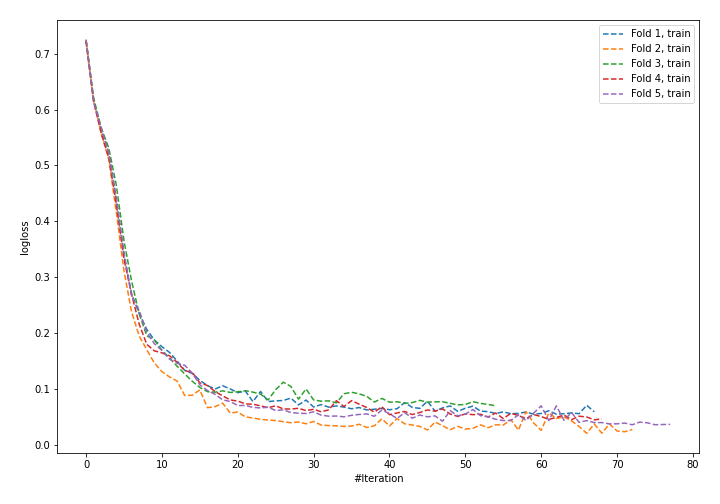 Fold 1, train
Fold 2, train
Fold 3, train
Fold 4, train
Fold 5, train
0.7
0.6
0.5
0.4
0.3
0.2
0.1
0.0
logloss
0 10 20 30 40 50 60 70 80
#Iteration